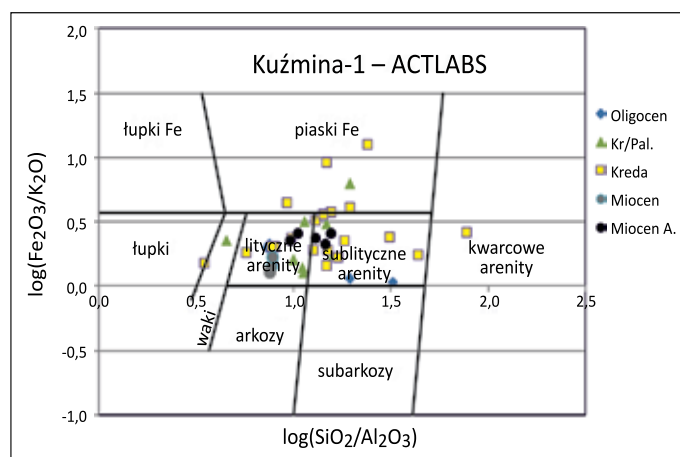 Kuźmina-1 – ACTLABS
log(Fe₂O₃/K₂O)
2,0
1,5
1,0
0,5
0,0
-0,5
-1,0
łupki Fe
piaski Fe
łupki
lityczne
arenity
sublityczne
arenity
kwarcowe
arenity
waki
arkozy
subarkozy
0,0
0,5
1,0
1,5
2,0
2,5
log(SiO₂/Al₂O₃)
Oligocen
Kr/Pal.
Kreda
Miocen
Miocen A.